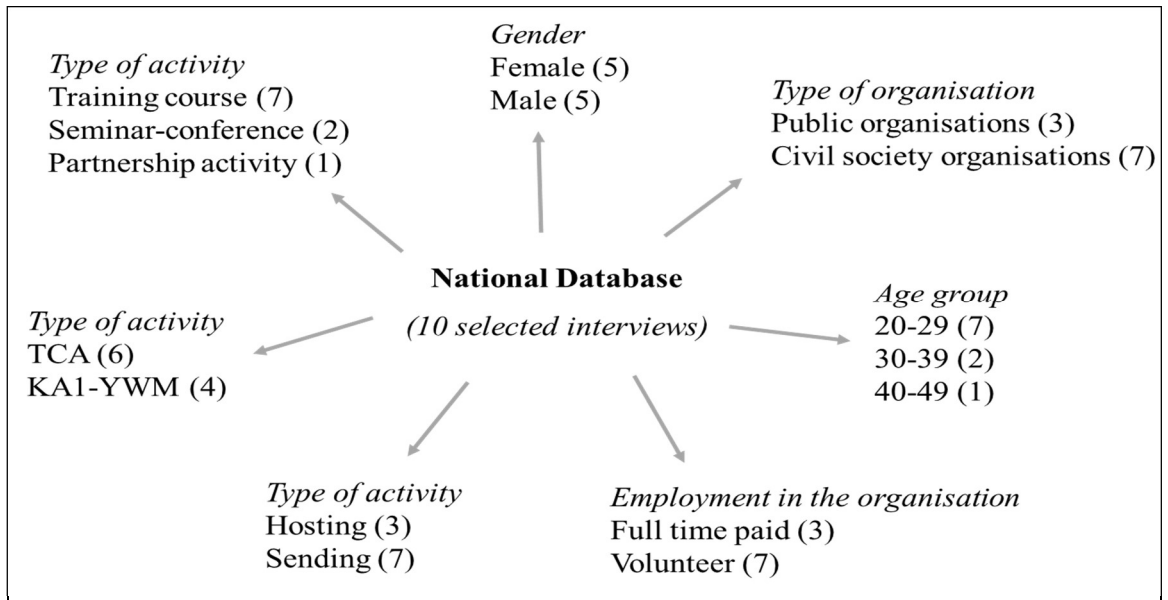 Gender
Female (5)
Male (5)
Type of activity
Training course (7)
Seminar-conference (2)
Partnership activity (1)
Type of organisation
Public organisations (3)
Civil society organisations (7)
National Database
(10 selected interviews)
Type of activity
TCA (6)
KA1-YWM (4)
Age group
20-29 (7)
30-39 (2)
40-49 (1)
Type of activity
Hosting (3)
Sending (7)
Employment in the organisation
Full time paid (3)
Volunteer (7)